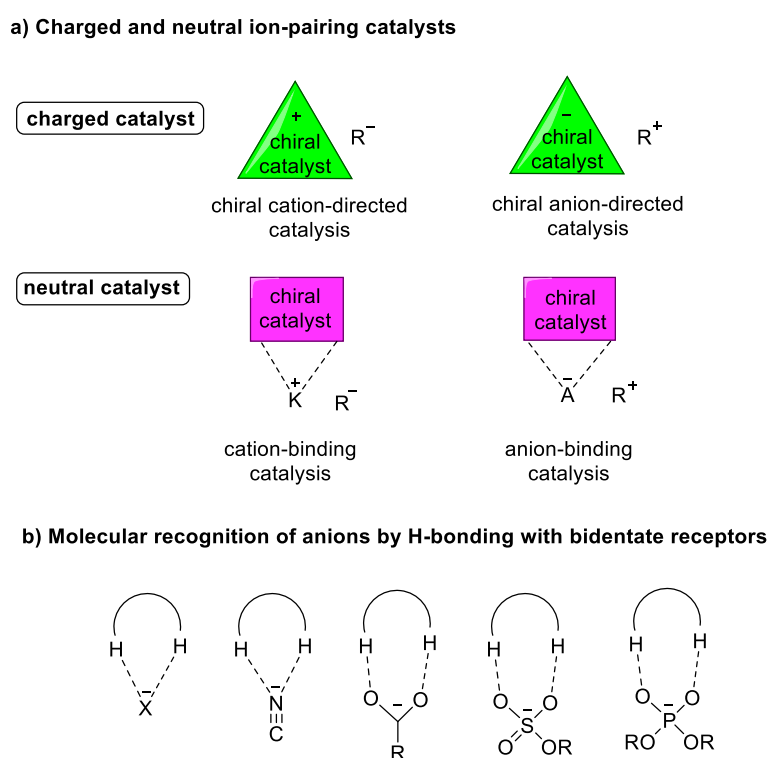 a) Charged and neutral ion-pairing catalysts
charged catalyst
+
chiral
catalyst
R−
chiral cation-directed
catalysis
−
chiral
catalyst
R+
chiral anion-directed
catalysis
neutral catalyst
chiral
catalyst
+
K
R−
cation-binding
catalysis
chiral
catalyst
−
A
R+
anion-binding
catalysis
b) Molecular recognition of anions by H-bonding with bidentate receptors
H H
−
X
H H
−
N
C
H H
O − O
R
H H
O − O
S
O OR
H H
O − O
P
RO OR